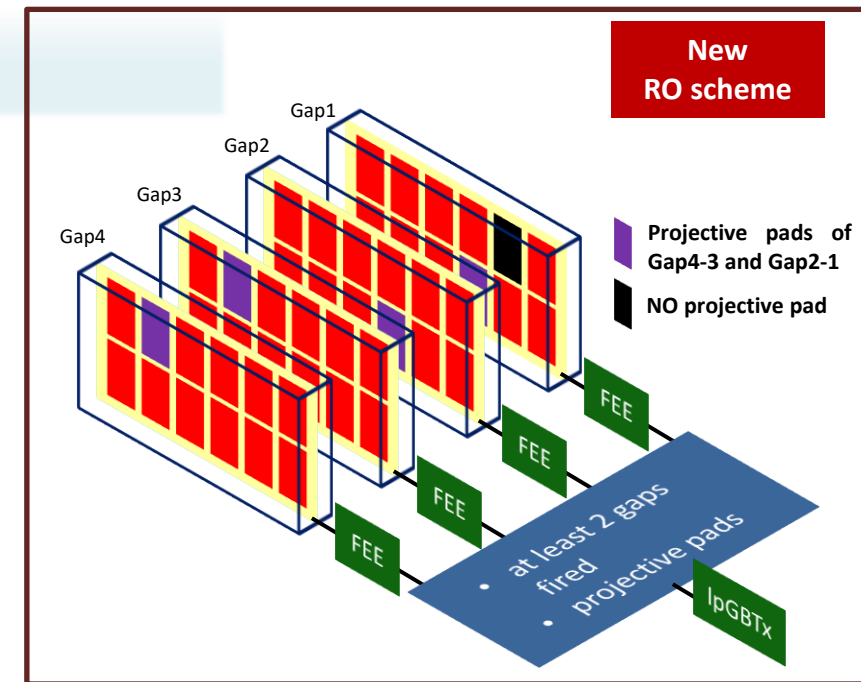 New
RO scheme
Gap1
Gap2
Gap3
Gap4
Projective pads of
Gap4-3 and Gap2-1
NO projective pad
FEE
FEE
FEE
FEE
• at least 2 gaps
fired
• projective pads
lpGBTx